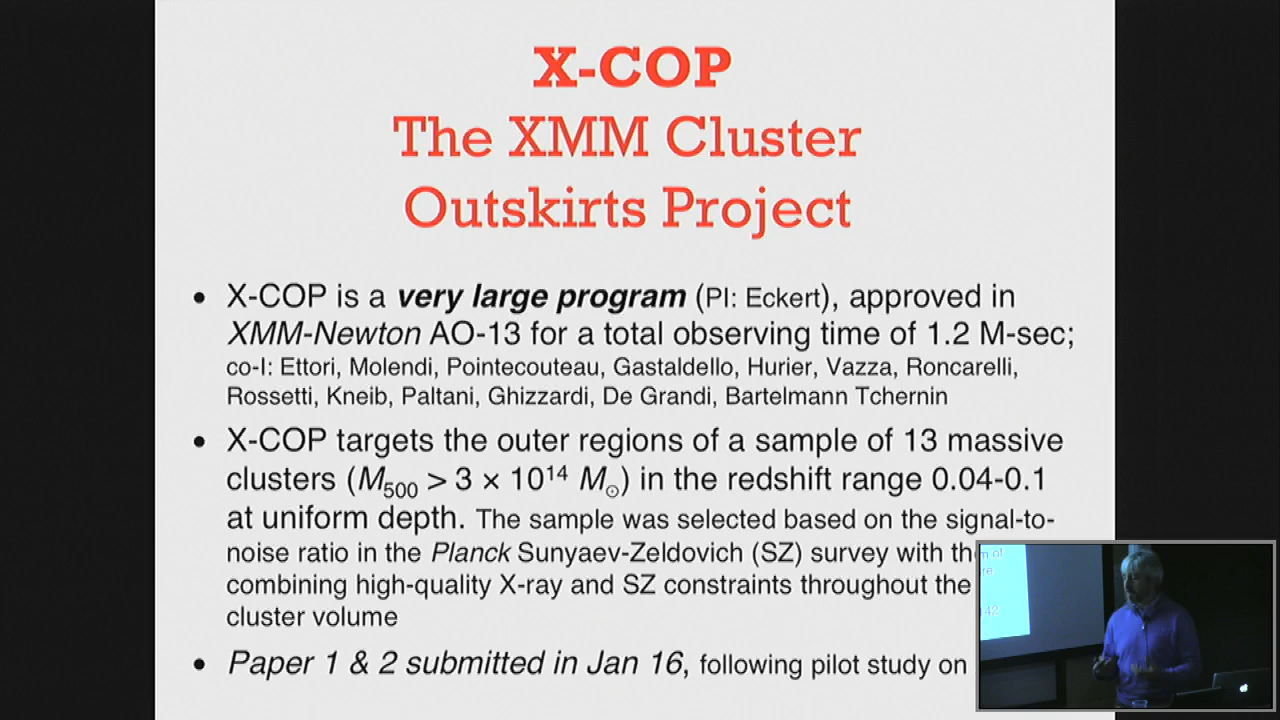 X-COP
The XMM Cluster
Outskirts Project
• X-COP is a very large program (PI: Eckert), approved in
XMM-Newton AO-13 for a total observing time of 1.2 M-sec;
co-I: Ettori, Molendi, Pointecouteau, Gastaldello, Hurier, Vazza, Roncarelli,
Rossetti, Kneib, Paltani, Ghizzardi, De Grandi, Bartelmann Tchernin
• X-COP targets the outer regions of a sample of 13 massive
clusters (M500 > 3 × 10¹⁴ M☉) in the redshift range 0.04-0.1
at uniform depth. The sample was selected based on the signal-to-
noise ratio in the Planck Sunyaev-Zeldovich (SZ) survey with
combining high-quality X-ray and SZ constraints throughout the
cluster volume
• Paper 1 & 2 submitted in Jan 16, following pilot study on
of
42